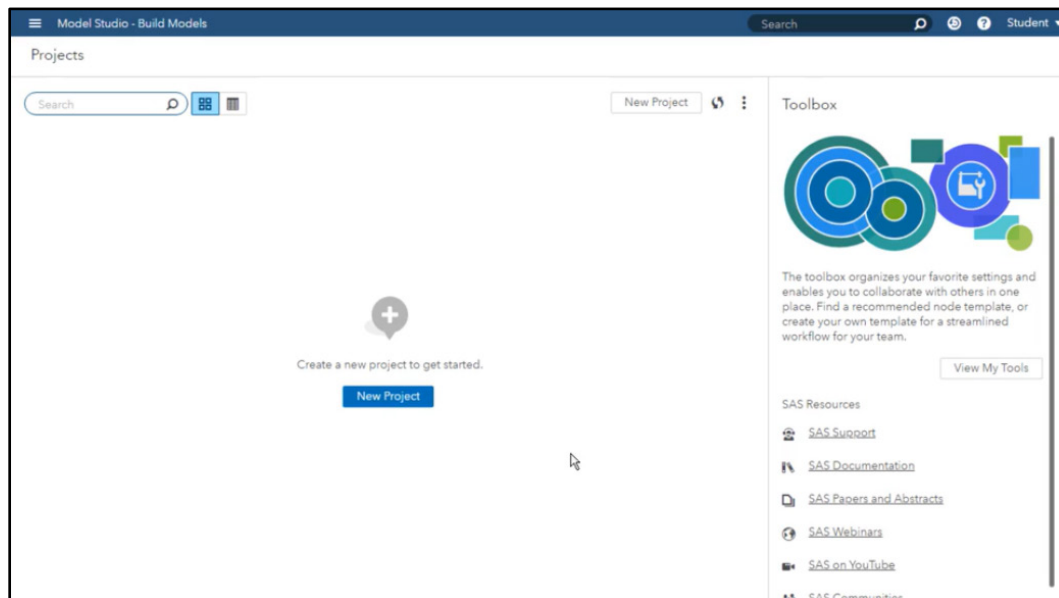 Model Studio - Build Models
Search
Student
Projects
Search
New Project
Toolbox
The toolbox organizes your favorite settings and
enables you to collaborate with others in one
place. Find a recommended node template, or
create your own template for a streamlined
workflow for your team.
View My Tools
Create a new project to get started.
New Project
SAS Resources
SAS Support
SAS Documentation
SAS Papers and Abstracts
SAS Webinars
SAS on YouTube
SAS Communities